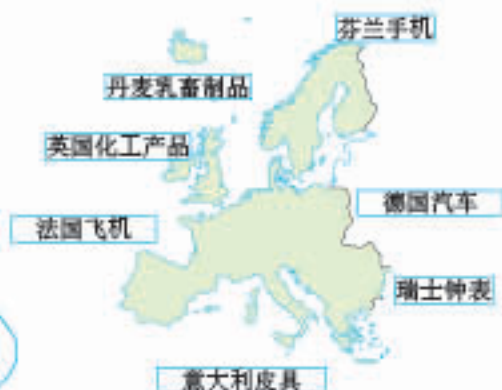 芬兰手机
丹麦乳畜制品
英国化工产品
德国汽车
法国飞机
瑞士钟表
意大利皮具